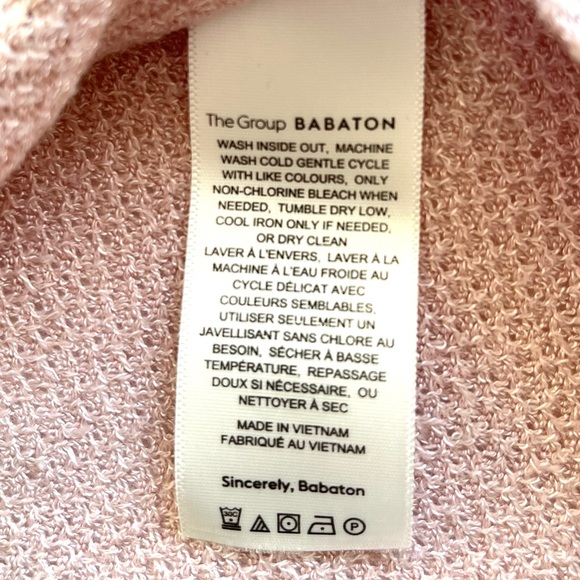 The Group BABATON
WASH INSIDE OUT, MACHINE
WASH COLD GENTLE CYCLE
WITH LIKE COLOURS, ONLY
NON-CHLORINE BLEACH WHEN
NEEDED, TUMBLE DRY LOW,
COOL IRON ONLY IF NEEDED,
OR DRY CLEAN
LAVER À L'ENVERS, LAVER À LA
MACHINE À L'EAU FROIDE AU
CYCLE DÉLICAT AVEC
COULEURS SEMBLABLES,
UTILISER SEULEMENT UN
JAVELLISANT SANS CHLORE AU
BESOIN, SÉCHER À BASSE
TEMPÉRATURE, REPASSAGE
DOUX SI NÉCESSAIRE, OU
NETTOYER À SEC
MADE IN VIETNAM
FABRIQUÉ AU VIETNAM
Sincerely, Babaton
30C P